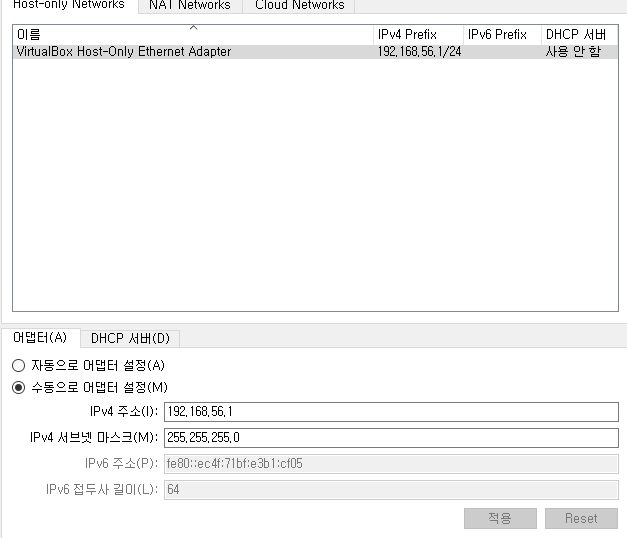 Host-only Networks NAT Networks Cloud Networks
이름 IPv4 Prefix IPv6 Prefix DHCP 서버
VirtualBox Host-Only Ethernet Adapter 192.168.56.1/24 사용 안 함
어댑터(A) DHCP 서버(D)
자동으로 어댑터 설정(A)
수동으로 어댑터 설정(M)
IPv4 주소(I): 192.168.56.1
IPv4 서브넷 마스크(M): 255.255.255.0
IPv6 주소(P): fe80::ec4f:71bf:e3b1:cf05
IPv6 접두사 길이(L): 64
적용 Reset